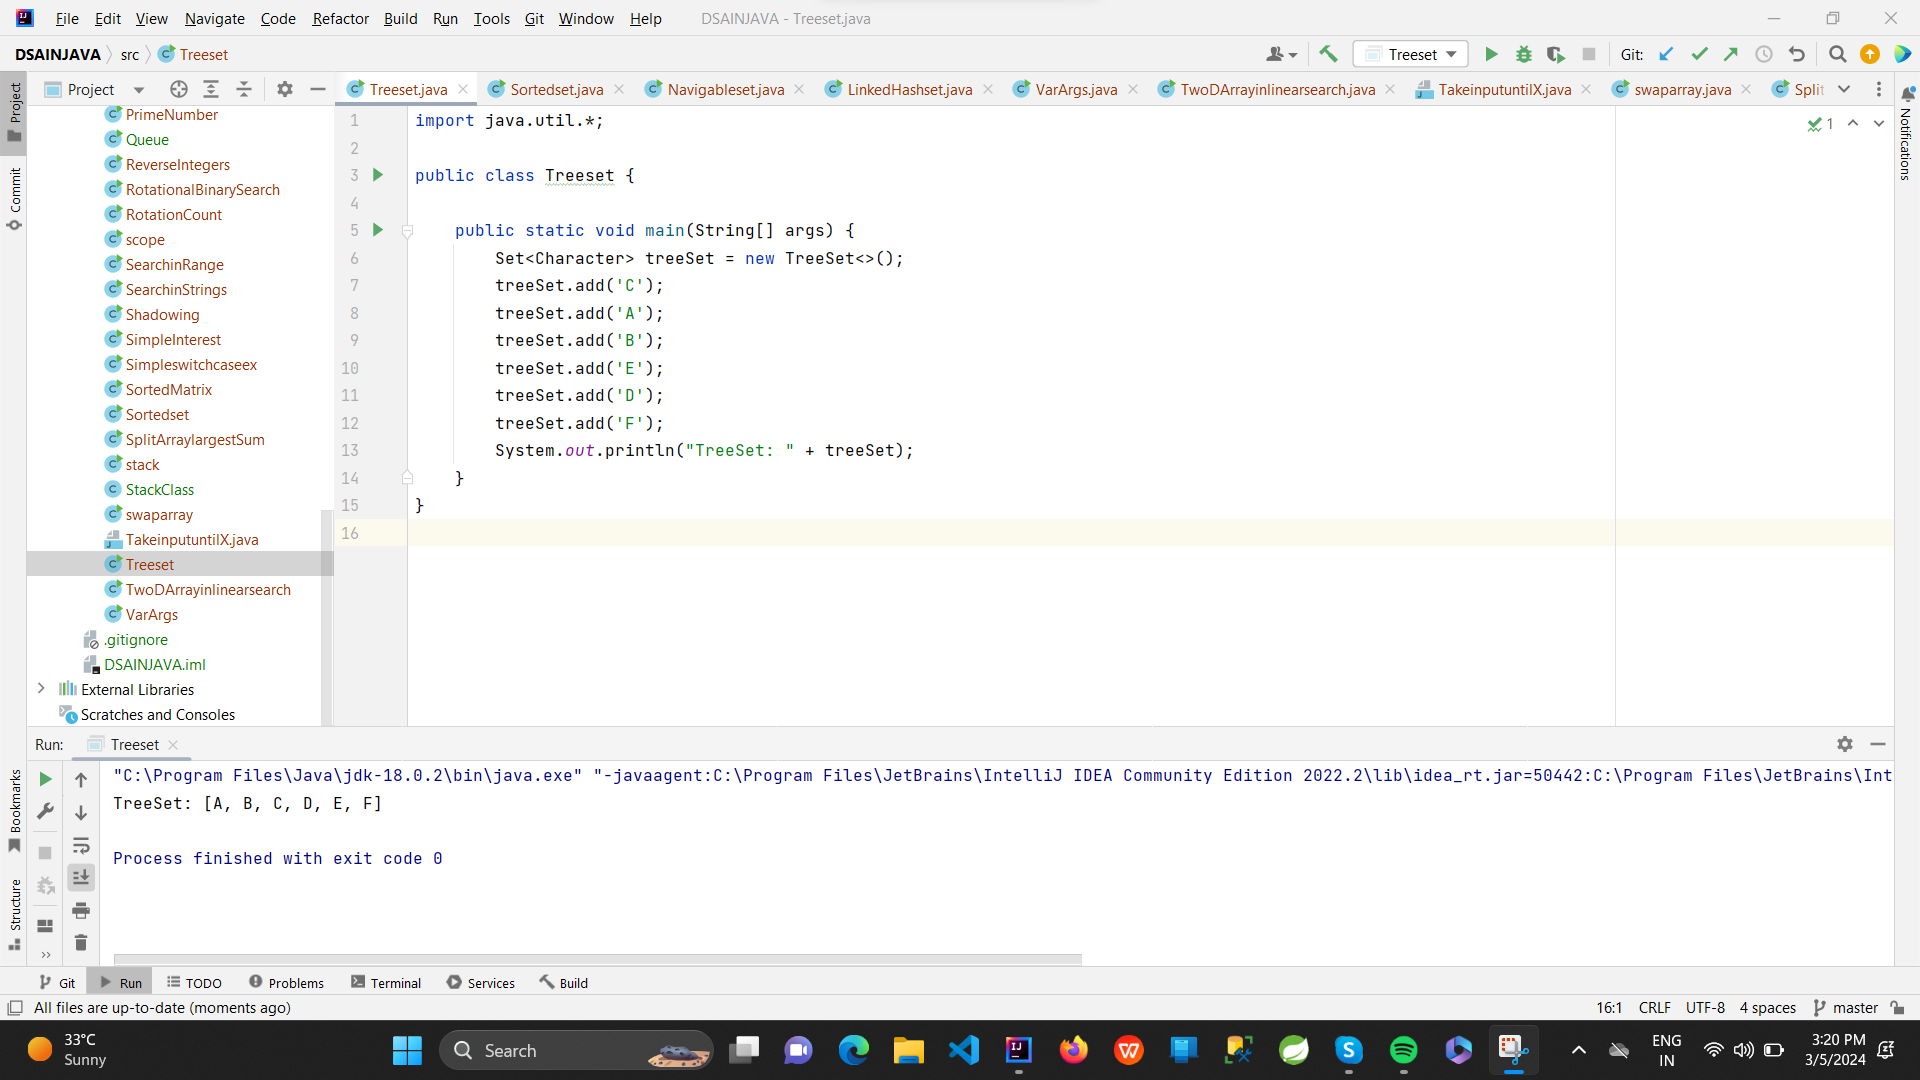 File Edit View Navigate Code Refactor Build Run Tools Git Window Help DSAINJAVA - Treeset.java
DSAINJAVA src Treeset Treeset Git:
Project Treeset.java Sortedset.java Navigableset.java LinkedHashset.java VarArgs.java TwoDArrayinlinearsearch.java TakeinputuntilX.java swaparray.java Split
Project
Commit
Bookmarks
Structure
Notifications
PrimeNumber
Queue
ReverseIntegers
RotationalBinarySearch
RotationCount
scope
SearchinRange
SearchinStrings
Shadowing
SimpleInterest
Simpleswitchcaseex
SortedMatrix
Sortedset
SplitArraylargestSum
stack
StackClass
swaparray
TakeinputuntilX.java
Treeset
TwoDArrayinlinearsearch
VarArgs
.gitignore
DSAINJAVA.iml
External Libraries
Scratches and Consoles
1 import java.util.*; 1
2
3 public class Treeset {
4
5 public static void main(String[] args) {
6 Set<Character> treeSet = new TreeSet<>();
7 treeSet.add('C');
8 treeSet.add('A');
9 treeSet.add('B');
10 treeSet.add('E');
11 treeSet.add('D');
12 treeSet.add('F');
13 System.out.println("TreeSet: " + treeSet);
14 }
15 }
16
Run: Treeset
"C:\Program Files\Java\jdk-18.0.2\bin\java.exe" "-javaagent:C:\Program Files\JetBrains\IntelliJ IDEA Community Edition 2022.2\lib\idea_rt.jar=50442:C:\Program Files\JetBrains\Int
TreeSet: [A, B, C, D, E, F]
Process finished with exit code 0
Git Run TODO Problems Terminal Services Build
All files are up-to-date (moments ago) 16:1 CRLF UTF-8 4 spaces master
33°C
Sunny
Search
ENG
IN
3:20 PM
3/5/2024